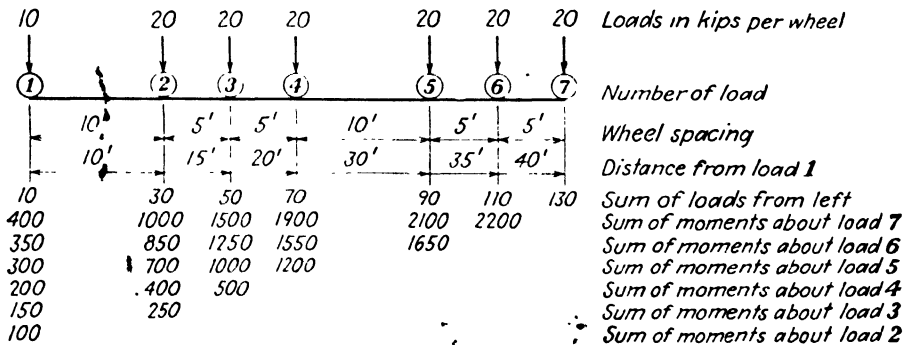 10 20 20 20 20 20 20 Loads in kips per wheel
1 2 3 4 5 6 7 Number of load
10' 5' 5' 10' 5' 5' Wheel spacing
10' 15' 20' 30' 35' 40' Distance from load 1
10 30 50 70 90 110 130 Sum of loads from left
400 1000 1500 1900 2100 2200 Sum of moments about load 7
350 850 1250 1550 1650 Sum of moments about load 6
300 700 1000 1200 Sum of moments about load 5
200 400 500 Sum of moments about load 4
150 250 Sum of moments about load 3
100 Sum of moments about load 2